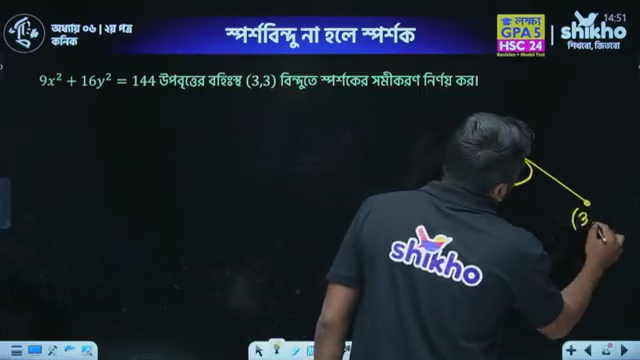 অধ্যায় ০৬ | ২য় পত্র
কনিক
স্পর্শবিন্দু না হলে স্পর্শক
লক্ষ্য
GPA 5
HSC 24
Revision + Model Test
14:51
shikho
শিখবো, জিতবো
9x² + 16y² = 144 উপবৃত্তের বহিঃস্থ (3,3) বিন্দুতে স্পর্শকের সমীকরণ নির্ণয় কর।
(3
shikho